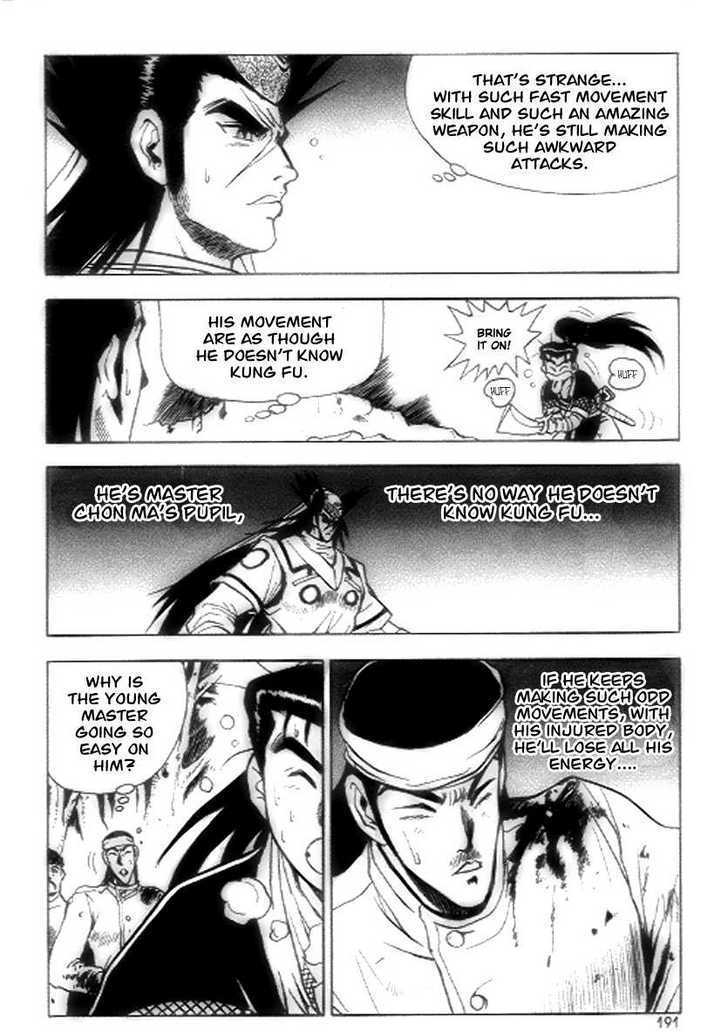 THAT'S STRANGE...
WITH SUCH FAST MOVEMENT
SKILL AND SUCH AN AMAZING
WEAPON, HE'S STILL MAKING
SUCH AWKWARD
ATTACKS.
HIS MOVEMENT
ARE AS THOUGH
HE DOESN'T KNOW
KUNG FU.
BRING
IT ON!
HUFF
HUFF
HE'S MASTER
CHON MA'S PUPIL,
THERE'S NO WAY HE DOESN'T
KNOW KUNG FU...
WHY IS
THE YOUNG
MASTER
GOING SO
EASY ON
HIM?
IF HE KEEPS
MAKING SUCH ODD
MOVEMENTS, WITH
HIS INJURED BODY,
HE'LL LOSE ALL HIS
ENERGY....
191